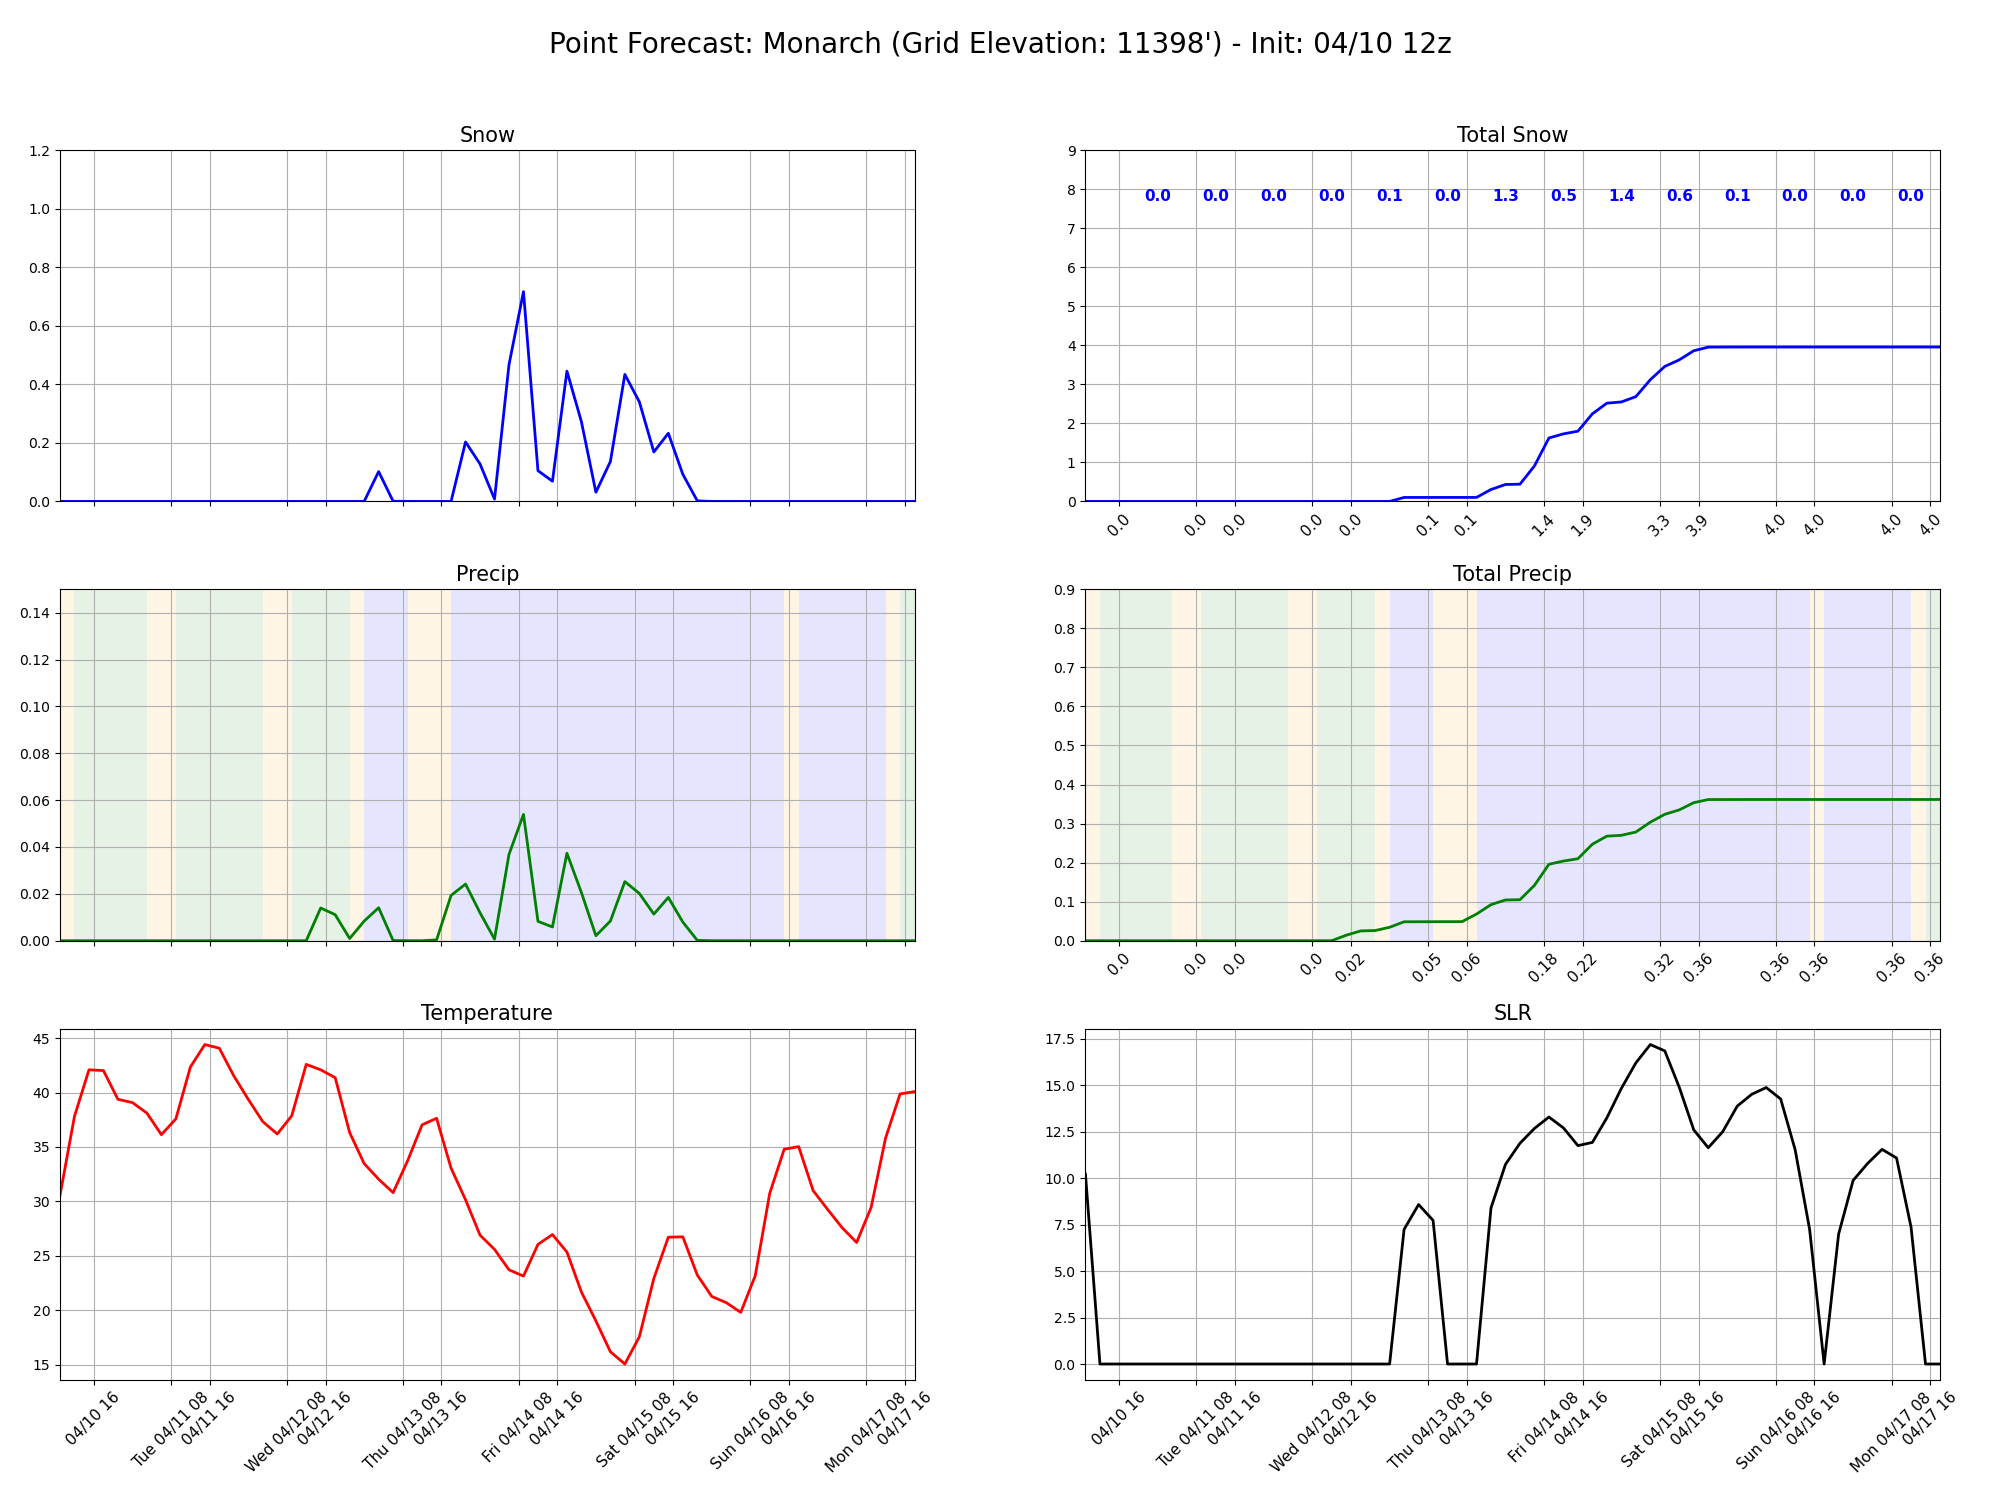 Point Forecast: Monarch (Grid Elevation: 11398') - Init: 04/10 12z
Snow
1.2
1.0
0.8
0.6
0.4
0.2
0.0
Total Snow
9
8
7
6
5
4
3
2
1
0
0.0 0.0 0.0 0.0 0.1 0.0 1.3 0.5 1.4 0.6 0.1 0.0 0.0 0.0
0.0 0.0 0.0 0.0 0.0 0.1 0.1 1.4 1.9 3.3 3.9 4.0 4.0 4.0 4.0
Precip
0.14
0.12
0.10
0.08
0.06
0.04
0.02
0.00
Total Precip
0.9
0.8
0.7
0.6
0.5
0.4
0.3
0.2
0.1
0.0
0.0 0.0 0.0 0.0 0.02 0.05 0.06 0.18 0.22 0.32 0.36 0.36 0.36 0.36 0.36
Temperature
45
40
35
30
25
20
15
04/10 16
Tue 04/11 08
04/11 16
Wed 04/12 08
04/12 16
Thu 04/13 08
04/13 16
Fri 04/14 08
04/14 16
Sat 04/15 08
04/15 16
Sun 04/16 08
04/16 16
Mon 04/17 08
04/17 16
SLR
17.5
15.0
12.5
10.0
7.5
5.0
2.5
0.0
04/10 16
Tue 04/11 08
04/11 16
Wed 04/12 08
04/12 16
Thu 04/13 08
04/13 16
Fri 04/14 08
04/14 16
Sat 04/15 08
04/15 16
Sun 04/16 08
04/16 16
Mon 04/17 08
04/17 16